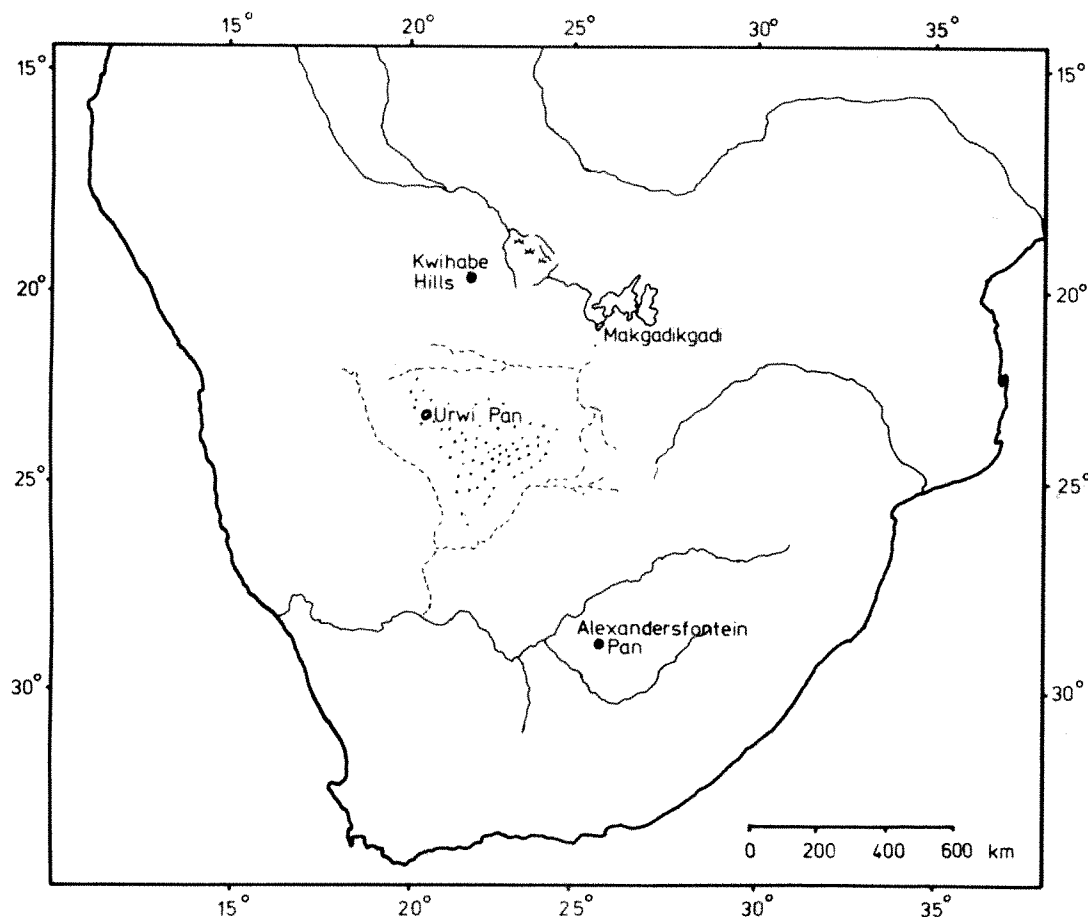 15° 20° 25° 30° 35°
15° 15°
Kwihabe
Hills
20° 20°
Makgadikgadi
Urwi Pan
25° 25°
Alexandersfontein
Pan
30° 30°
0 200 400 600 km
15° 20° 25° 30° 35°